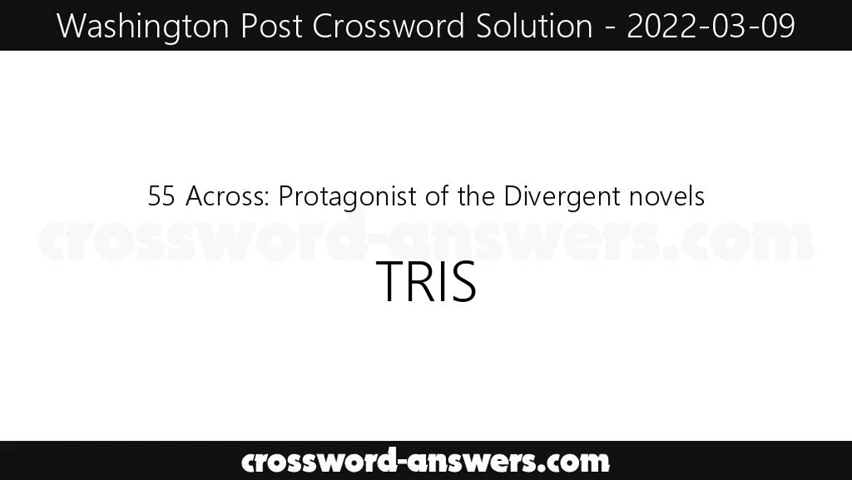 Washington Post Crossword Solution - 2022-03-09
55 Across: Protagonist of the Divergent novels
crossword-answers.com
TRIS
crossword-answers.com